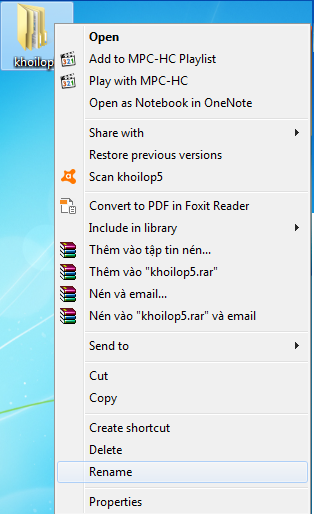 khoilop
Open
Add to MPC-HC Playlist
Play with MPC-HC
Open as Notebook in OneNote
Share with
Restore previous versions
Scan khoilop5
Convert to PDF in Foxit Reader
Include in library
Thêm vào tập tin nén...
Thêm vào "khoilop5.rar"
Nén và email...
Nén vào "khoilop5.rar" và email
Send to
Cut
Copy
Create shortcut
Delete
Rename
Properties